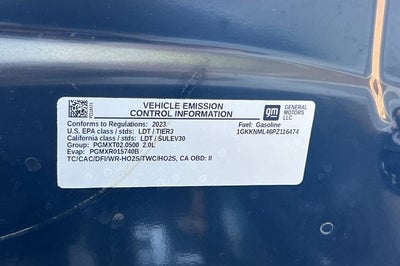 VEHICLE EMISSION
CONTROL INFORMATION
gm
GENERAL
MOTORS
LLC
Conforms to Regulations: 2023
Fuel: Gasoline
U.S. EPA class / stds: LDT / TIER3
1GKKNML46PZ116474
California class / stds: LDT / SULEV30
Group: PGMXT02.0500 2.0L
Evap: PGMXR015740B
TC/CAC/DFI/WR-HO2S/TWC/HO2S, CA OBD: II